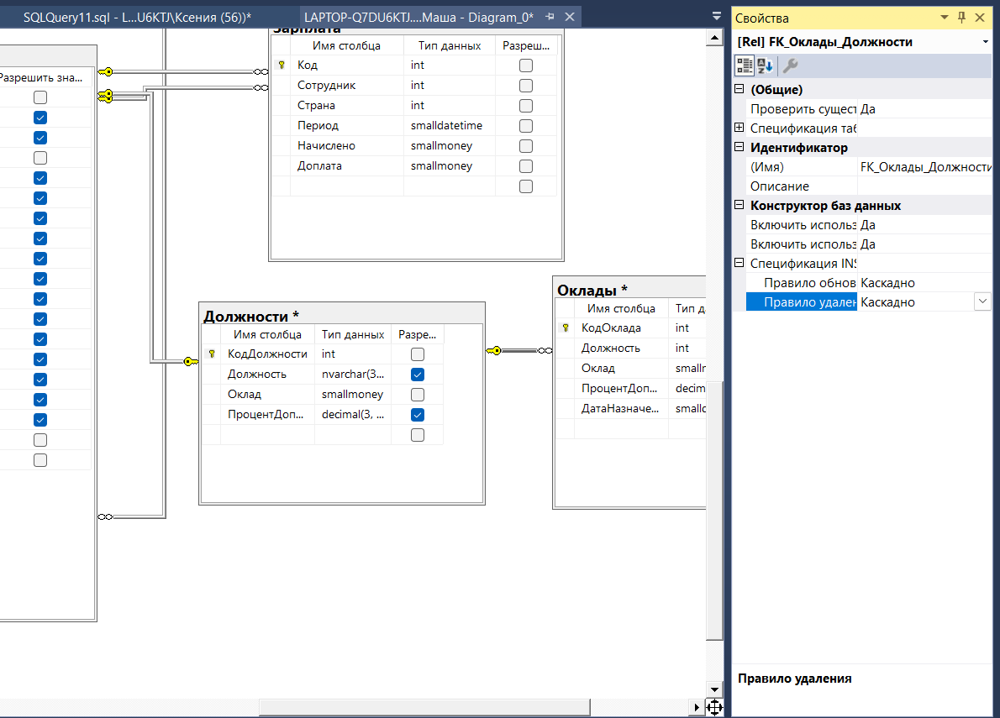 SQLQuery11.sql - L...U6KTJ\Ксения (56))*
LAPTOP-Q7DU6KTJ....Маша - Diagram_0*
Разрешить зна...
Зарплата
Имя столбца Тип данных Разреш...
Код int
Сотрудник int
Страна int
Период smalldatetime
Начислено smallmoney
Доплата smallmoney
Должности *
Имя столбца Тип данных Разре...
КодДолжности int
Должность nvarchar(3...
Оклад smallmoney
ПроцентДоп... decimal(3, ...
Оклады *
Имя столбца Тип д
КодОклада int
Должность int
Оклад smallm
ПроцентДоп... decim
ДатаНазначе... smalld
Свойства
[Rel] FK_Оклады_Должности
(Общие)
Проверить сущест Да
Спецификация таб
Идентификатор
(Имя) FK_Оклады_Должности
Описание
Конструктор баз данных
Включить использ Да
Включить использ Да
Спецификация INS
Правило обнов Каскадно
Правило удален Каскадно
Правило удаления